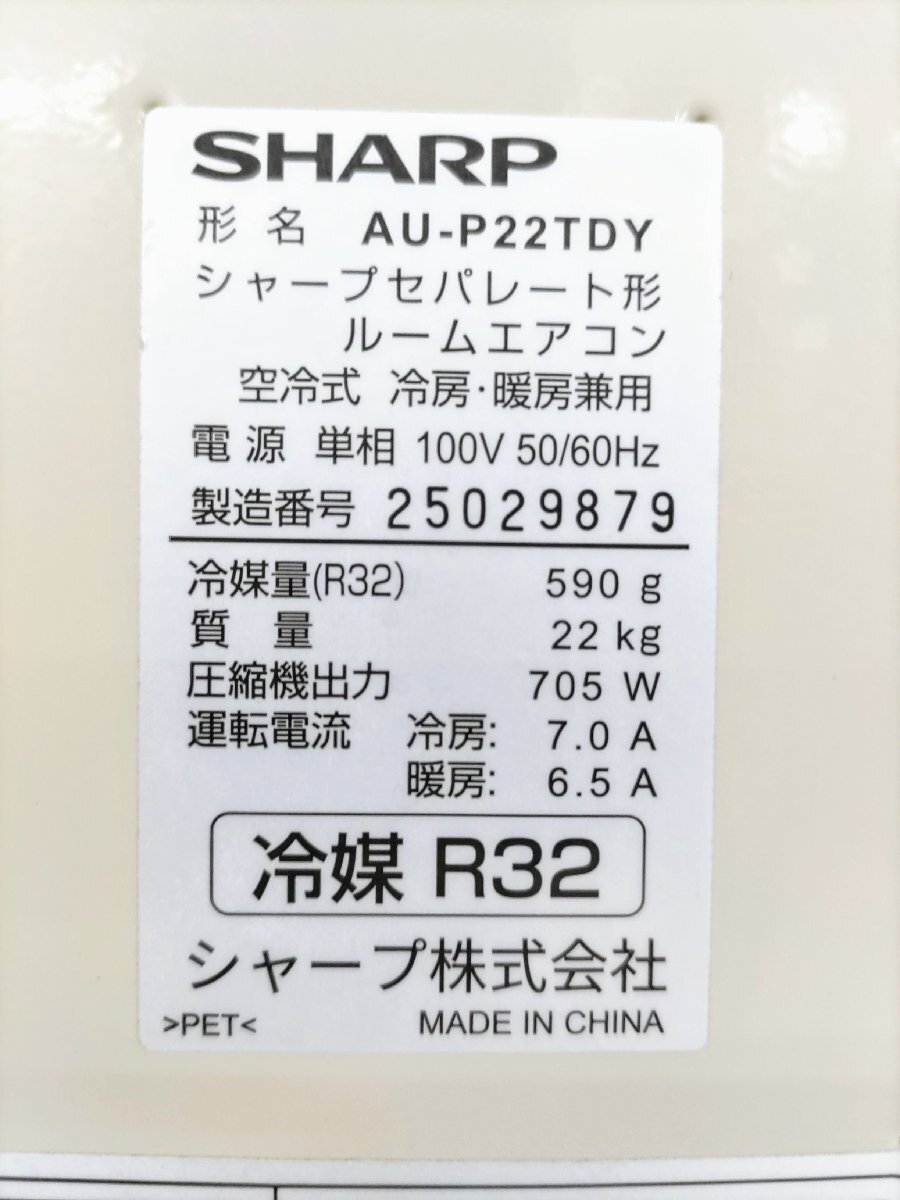 SHARP
形名 AU-P22TDY
シャープセパレート形
ルームエアコン
空冷式 冷房・暖房兼用
電源 単相 100V 50/60Hz
製造番号 25029879
冷媒量(R32) 590 g
質量 22 kg
圧縮機出力 705 W
運転電流 冷房: 7.0 A
暖房: 6.5 A
冷媒 R32
シャープ株式会社
>PET< MADE IN CHINA